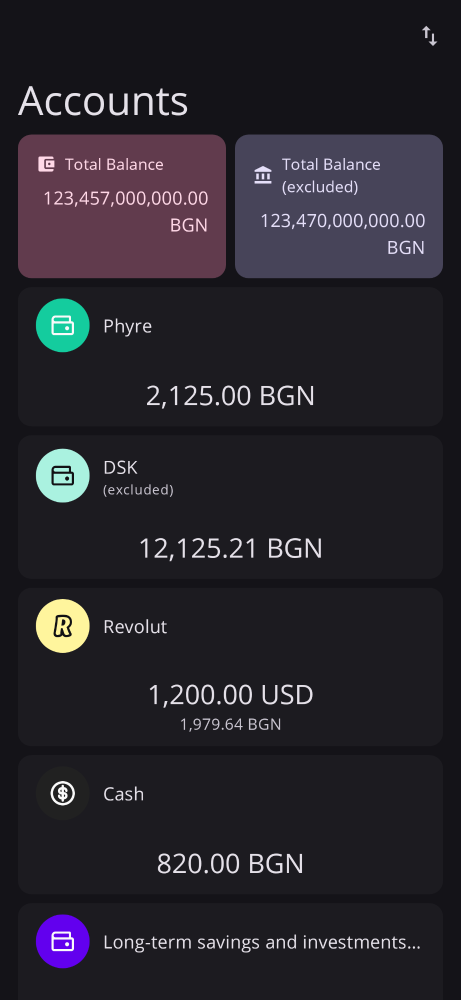 Accounts
Total Balance
123,457,000,000.00
BGN
Total Balance
(excluded)
123,470,000,000.00
BGN
Phyre
2,125.00 BGN
DSK
(excluded)
12,125.21 BGN
R
Revolut
1,200.00 USD
1,979.64 BGN
Cash
820.00 BGN
Long-term savings and investments...